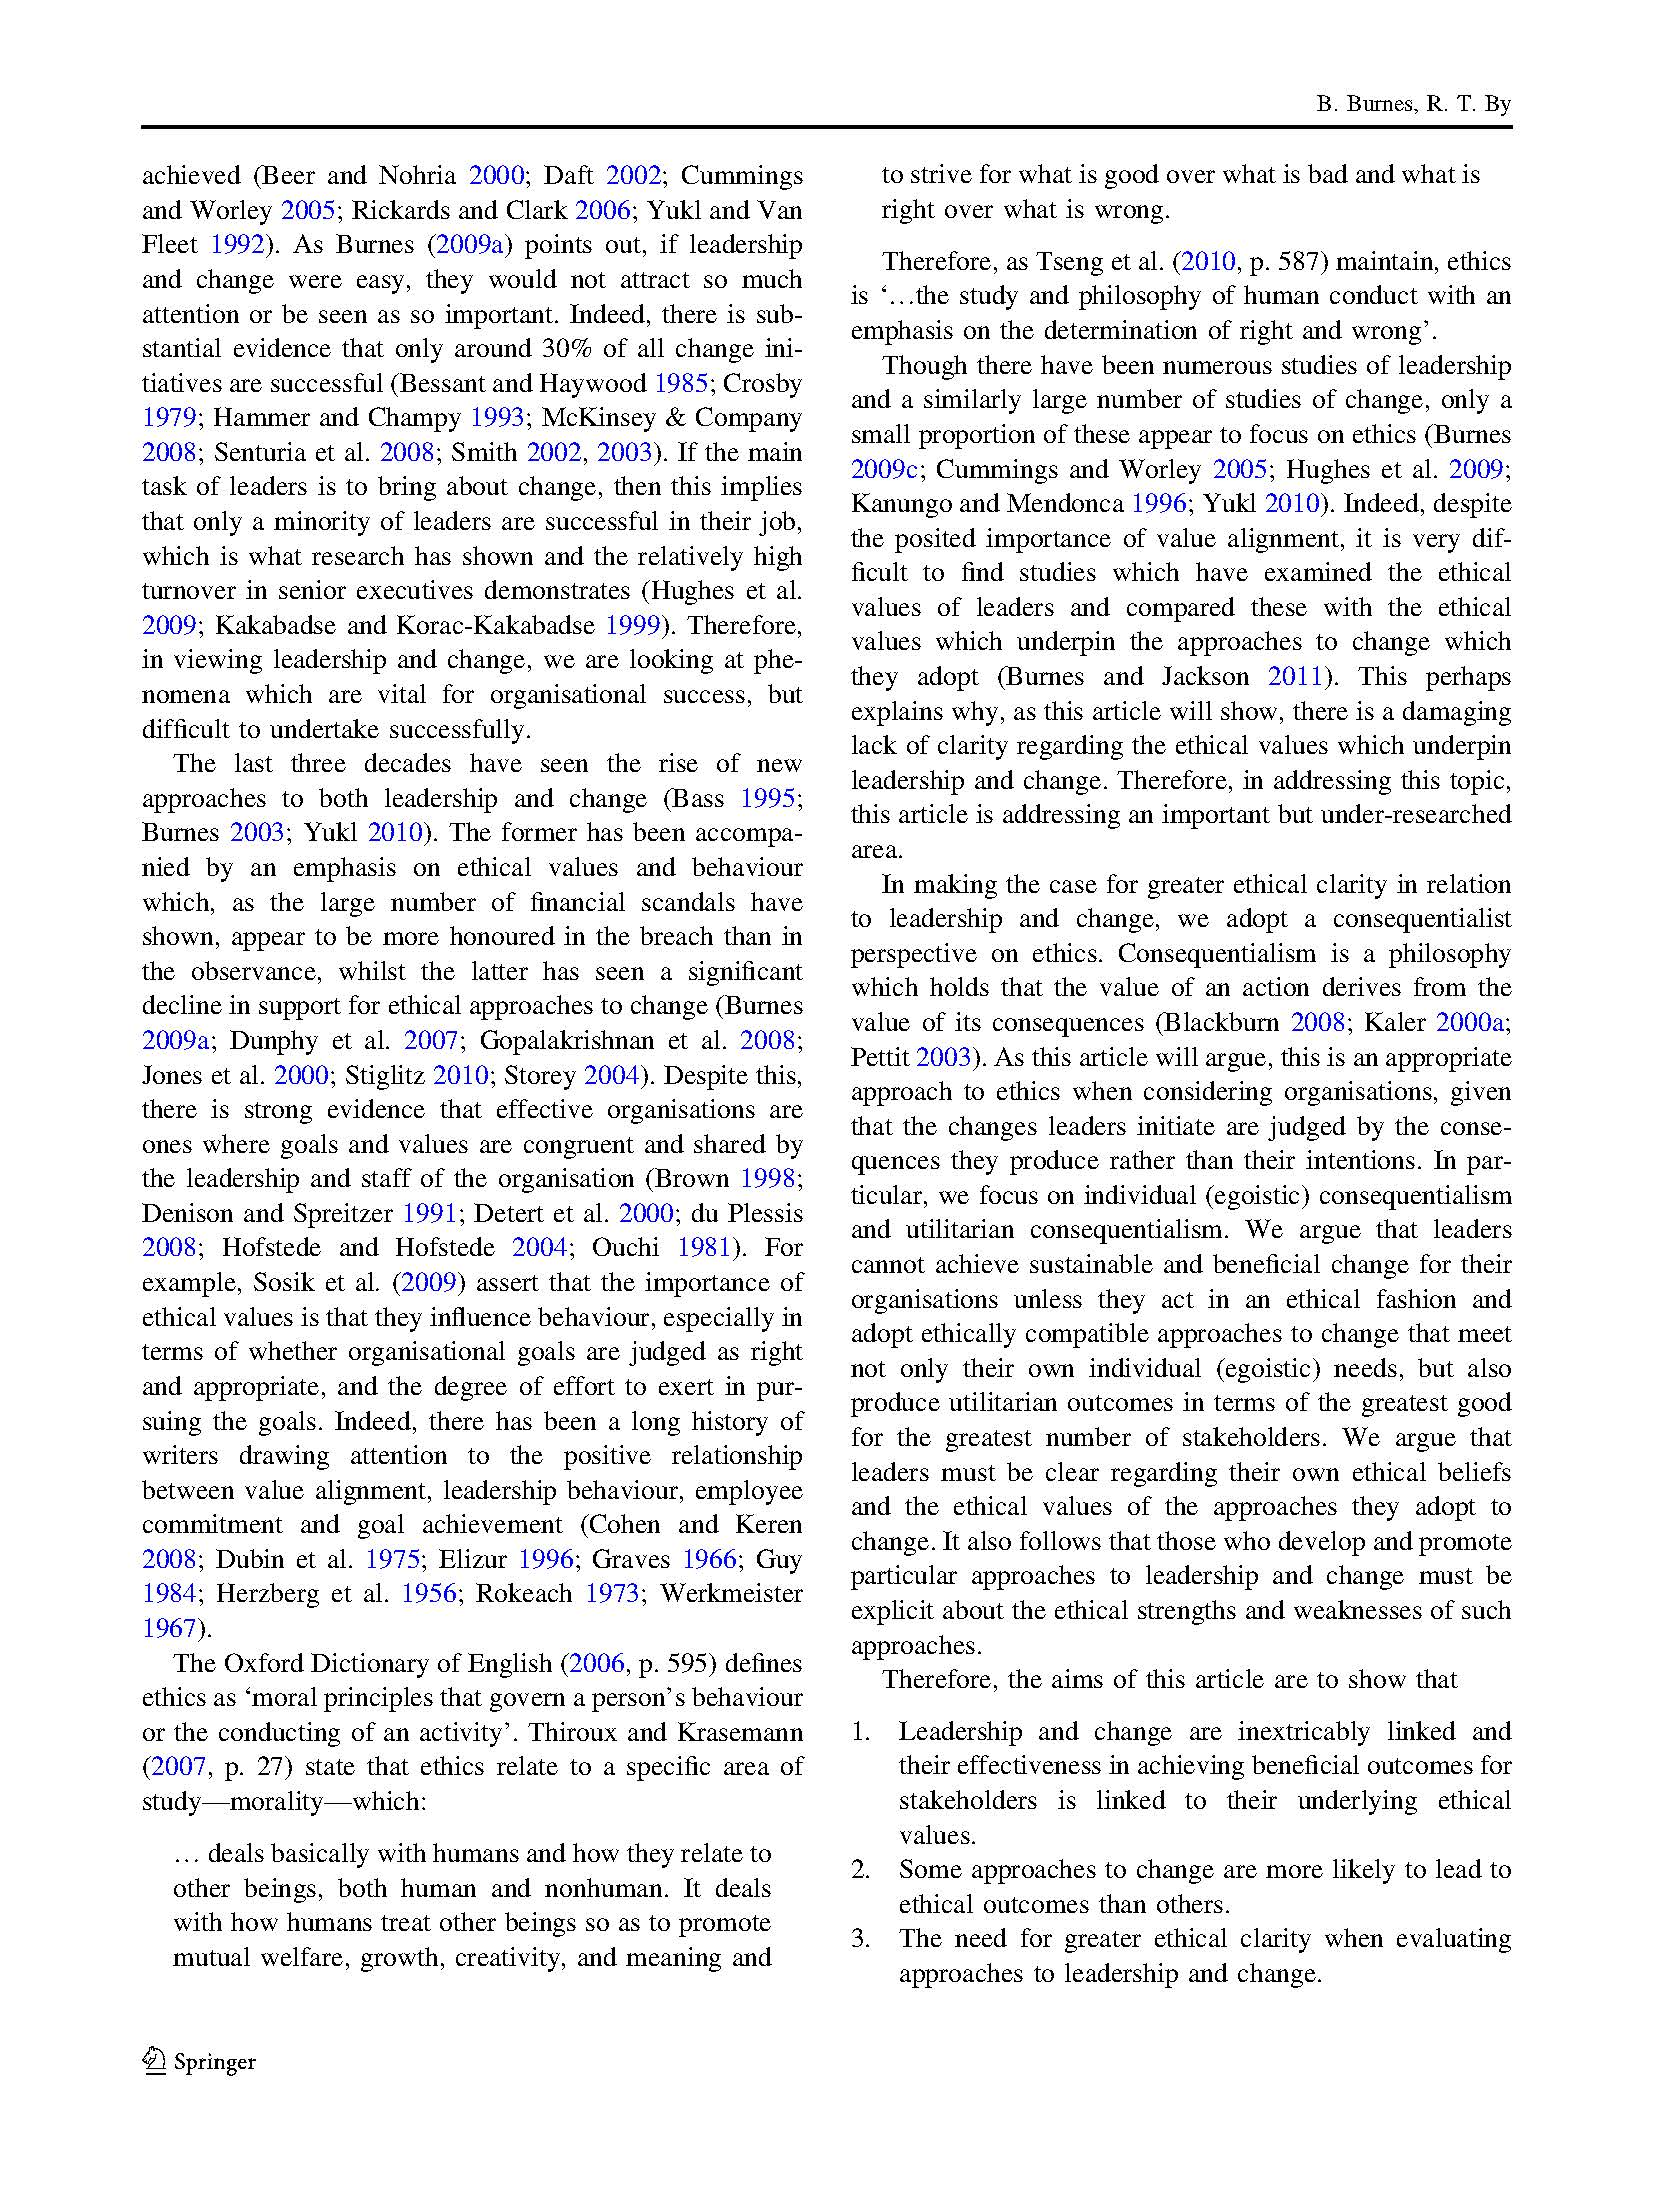 B. Burnes, R. T. By
achieved (Beer and Nohria 2000; Daft 2002; Cummings
and Worley 2005; Rickards and Clark 2006; Yukl and Van
Fleet 1992). As Burnes (2009a) points out, if leadership
and change were easy, they would not attract so much
attention or be seen as so important. Indeed, there is sub-
stantial evidence that only around 30% of all change ini-
tiatives are successful (Bessant and Haywood 1985; Crosby
1979; Hammer and Champy 1993; McKinsey & Company
2008; Senturia et al. 2008; Smith 2002, 2003). If the main
task of leaders is to bring about change, then this implies
that only a minority of leaders are successful in their job,
which is what research has shown and the relatively high
turnover in senior executives demonstrates (Hughes et al.
2009; Kakabadse and Korac-Kakabadse 1999). Therefore,
in viewing leadership and change, we are looking at phe-
nomena which are vital for organisational success, but
difficult to undertake successfully.
The last three decades have seen the rise of new
approaches to both leadership and change (Bass 1995;
Burnes 2003; Yukl 2010). The former has been accompa-
nied by an emphasis on ethical values and behaviour
which, as the large number of financial scandals have
shown, appear to be more honoured in the breach than in
the observance, whilst the latter has seen a significant
decline in support for ethical approaches to change (Burnes
2009a; Dunphy et al. 2007; Gopalakrishnan et al. 2008;
Jones et al. 2000; Stiglitz 2010; Storey 2004). Despite this,
there is strong evidence that effective organisations are
ones where goals and values are congruent and shared by
the leadership and staff of the organisation (Brown 1998;
Denison and Spreitzer 1991; Detert et al. 2000; du Plessis
2008; Hofstede and Hofstede 2004; Ouchi 1981). For
example, Sosik et al. (2009) assert that the importance of
ethical values is that they influence behaviour, especially in
terms of whether organisational goals are judged as right
and appropriate, and the degree of effort to exert in pur-
suing the goals. Indeed, there has been a long history of
writers drawing attention to the positive relationship
between value alignment, leadership behaviour, employee
commitment and goal achievement (Cohen and Keren
2008; Dubin et al. 1975; Elizur 1996; Graves 1966; Guy
1984; Herzberg et al. 1956; Rokeach 1973; Werkmeister
1967).
The Oxford Dictionary of English (2006, p. 595) defines
ethics as ‘moral principles that govern a person’s behaviour
or the conducting of an activity’. Thiroux and Krasemann
(2007, p. 27) state that ethics relate to a specific area of
study—morality—which:
… deals basically with humans and how they relate to
other beings, both human and nonhuman. It deals
with how humans treat other beings so as to promote
mutual welfare, growth, creativity, and meaning and
to strive for what is good over what is bad and what is
right over what is wrong.
Therefore, as Tseng et al. (2010, p. 587) maintain, ethics
is ‘…the study and philosophy of human conduct with an
emphasis on the determination of right and wrong’.
Though there have been numerous studies of leadership
and a similarly large number of studies of change, only a
small proportion of these appear to focus on ethics (Burnes
2009c; Cummings and Worley 2005; Hughes et al. 2009;
Kanungo and Mendonca 1996; Yukl 2010). Indeed, despite
the posited importance of value alignment, it is very dif-
ficult to find studies which have examined the ethical
values of leaders and compared these with the ethical
values which underpin the approaches to change which
they adopt (Burnes and Jackson 2011). This perhaps
explains why, as this article will show, there is a damaging
lack of clarity regarding the ethical values which underpin
leadership and change. Therefore, in addressing this topic,
this article is addressing an important but under-researched
area.
In making the case for greater ethical clarity in relation
to leadership and change, we adopt a consequentialist
perspective on ethics. Consequentialism is a philosophy
which holds that the value of an action derives from the
value of its consequences (Blackburn 2008; Kaler 2000a;
Pettit 2003). As this article will argue, this is an appropriate
approach to ethics when considering organisations, given
that the changes leaders initiate are judged by the conse-
quences they produce rather than their intentions. In par-
ticular, we focus on individual (egoistic) consequentialism
and utilitarian consequentialism. We argue that leaders
cannot achieve sustainable and beneficial change for their
organisations unless they act in an ethical fashion and
adopt ethically compatible approaches to change that meet
not only their own individual (egoistic) needs, but also
produce utilitarian outcomes in terms of the greatest good
for the greatest number of stakeholders. We argue that
leaders must be clear regarding their own ethical beliefs
and the ethical values of the approaches they adopt to
change. It also follows that those who develop and promote
particular approaches to leadership and change must be
explicit about the ethical strengths and weaknesses of such
approaches.
Therefore, the aims of this article are to show that
1. Leadership and change are inextricably linked and
their effectiveness in achieving beneficial outcomes for
stakeholders is linked to their underlying ethical
values.
2. Some approaches to change are more likely to lead to
ethical outcomes than others.
3. The need for greater ethical clarity when evaluating
approaches to leadership and change.
Springer